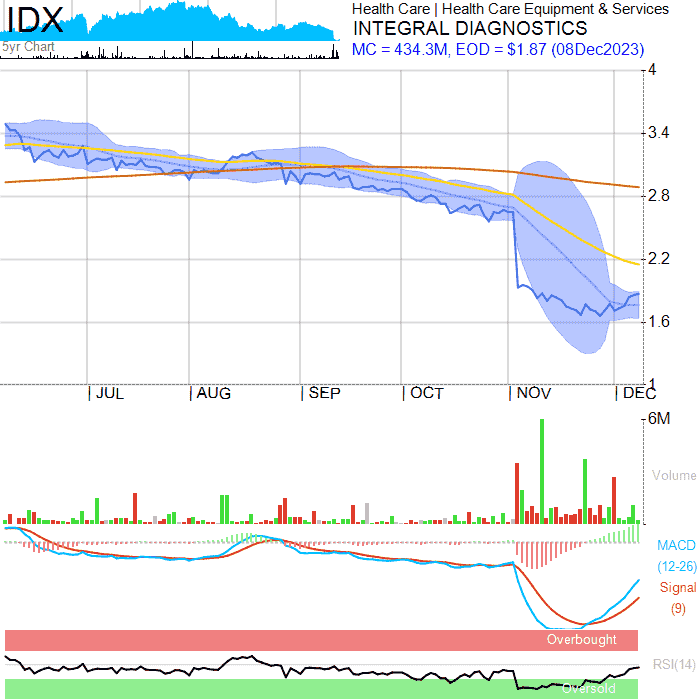 IDX
5yr Chart
Health Care | Health Care Equipment & Services
INTEGRAL DIAGNOSTICS
MC = 434.3M, EOD = $1.87 (08Dec2023)
4
3.4
2.8
2.2
1.6
1
JUL AUG SEP OCT NOV DEC
6M
Volume
MACD
(12-26)
Signal
(9)
Overbought
RSI(14)
Oversold